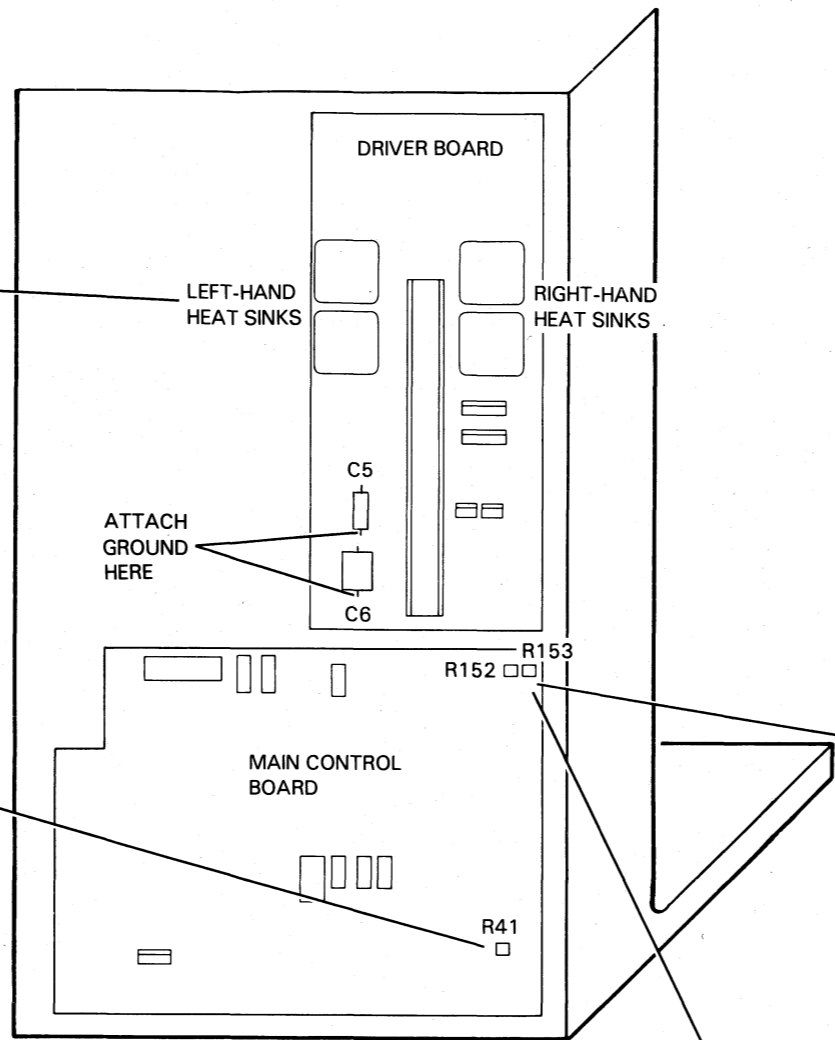 DRIVER BOARD
LEFT-HAND
HEAT SINKS
RIGHT-HAND
HEAT SINKS
C5
ATTACH
GROUND
HERE
C6
R153
R152
MAIN CONTROL
BOARD
R41